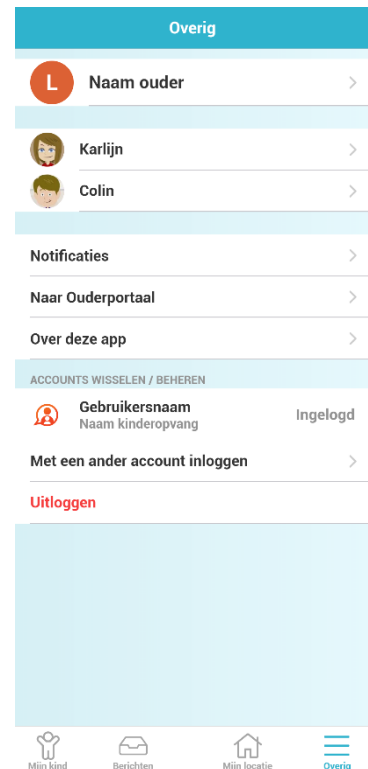 Overig
L
Naam ouder
Karlijn
Colin
Notificaties
Naar Ouderportaal
Over deze app
ACCOUNTS WISSELEN / BEHEREN
Gebruikersnaam
Naam kinderopvang
Ingelogd
Met een ander account inloggen
Uitloggen
Mijn kind
Berichten
Mijn locatie
Overig